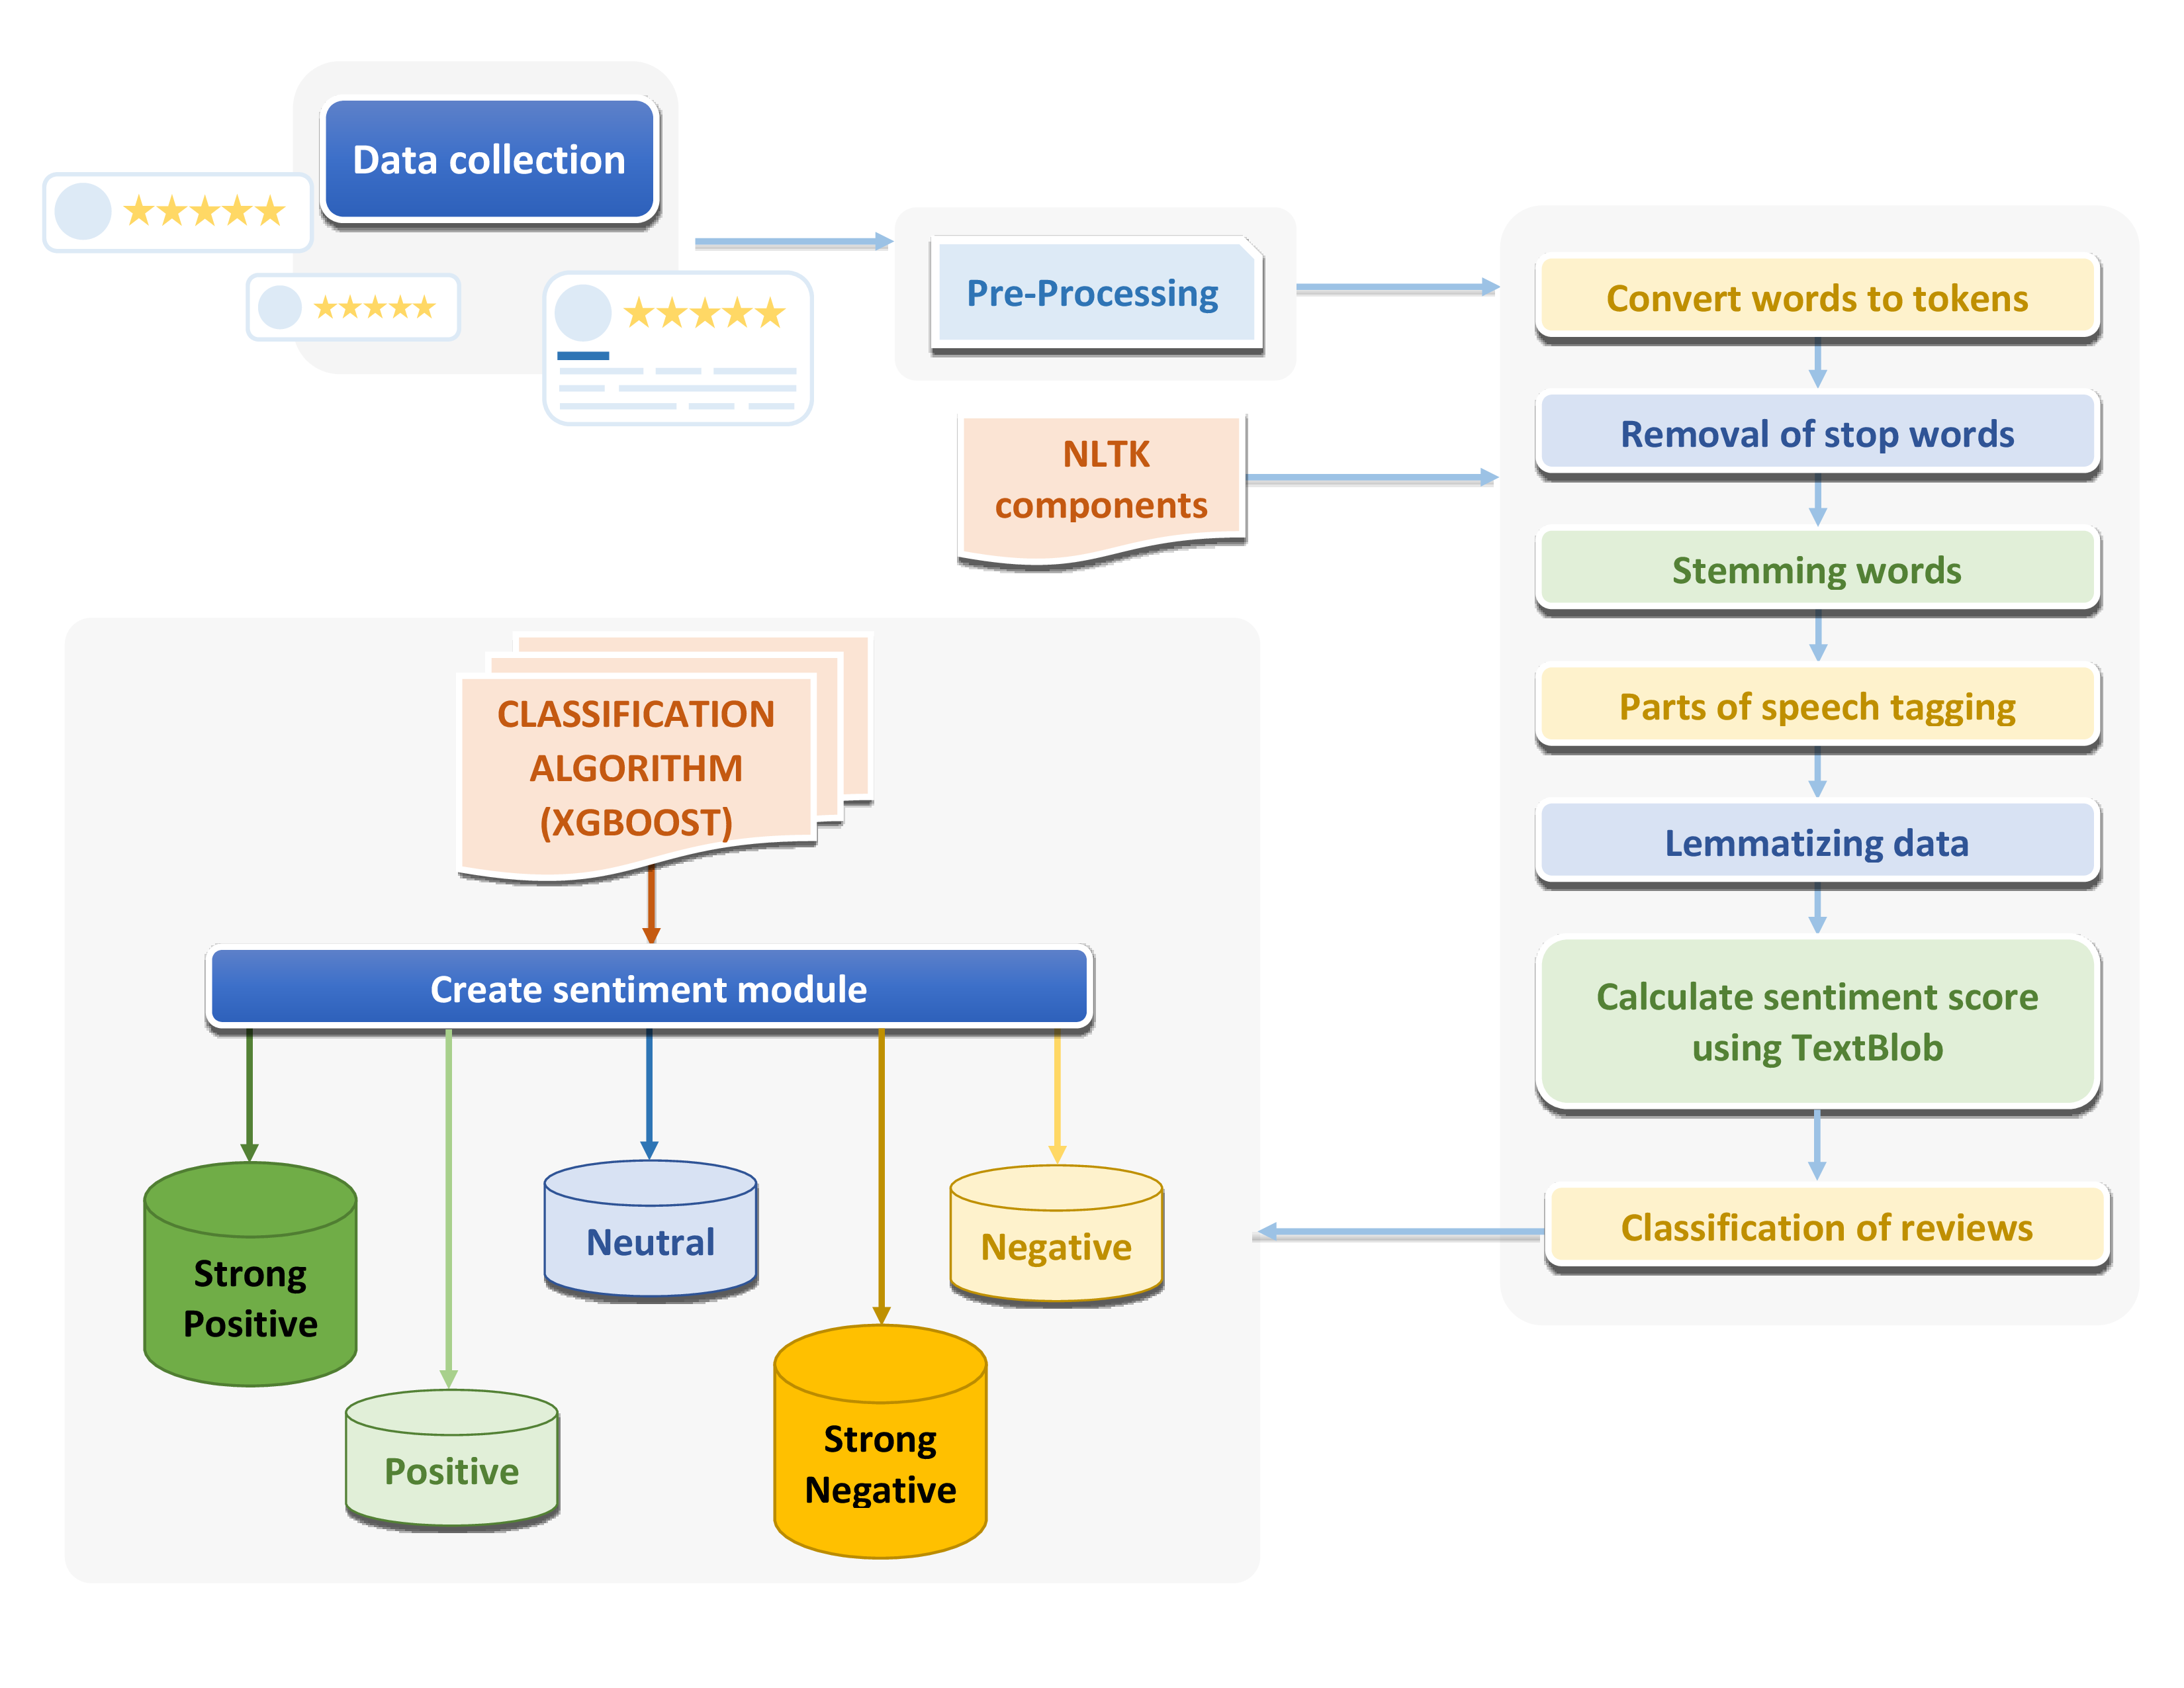 Data collection
Pre-Processing
NLTK
components
Convert words to tokens
Removal of stop words
Stemming words
Parts of speech tagging
Lemmatizing data
Calculate sentiment score
using TextBlob
Classification of reviews
CLASSIFICATION
ALGORITHM
(XGBOOST)
Create sentiment module
Strong
Positive
Positive
Neutral
Strong
Negative
Negative